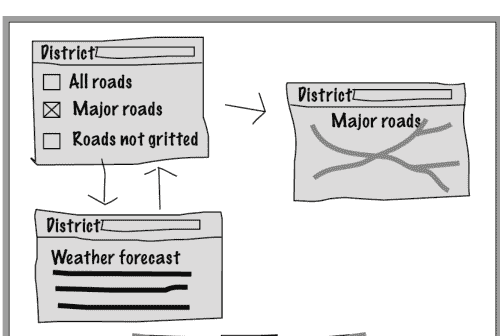 District
All roads
Major roads
Roads not gritted
District
Major roads
District
Weather forecast